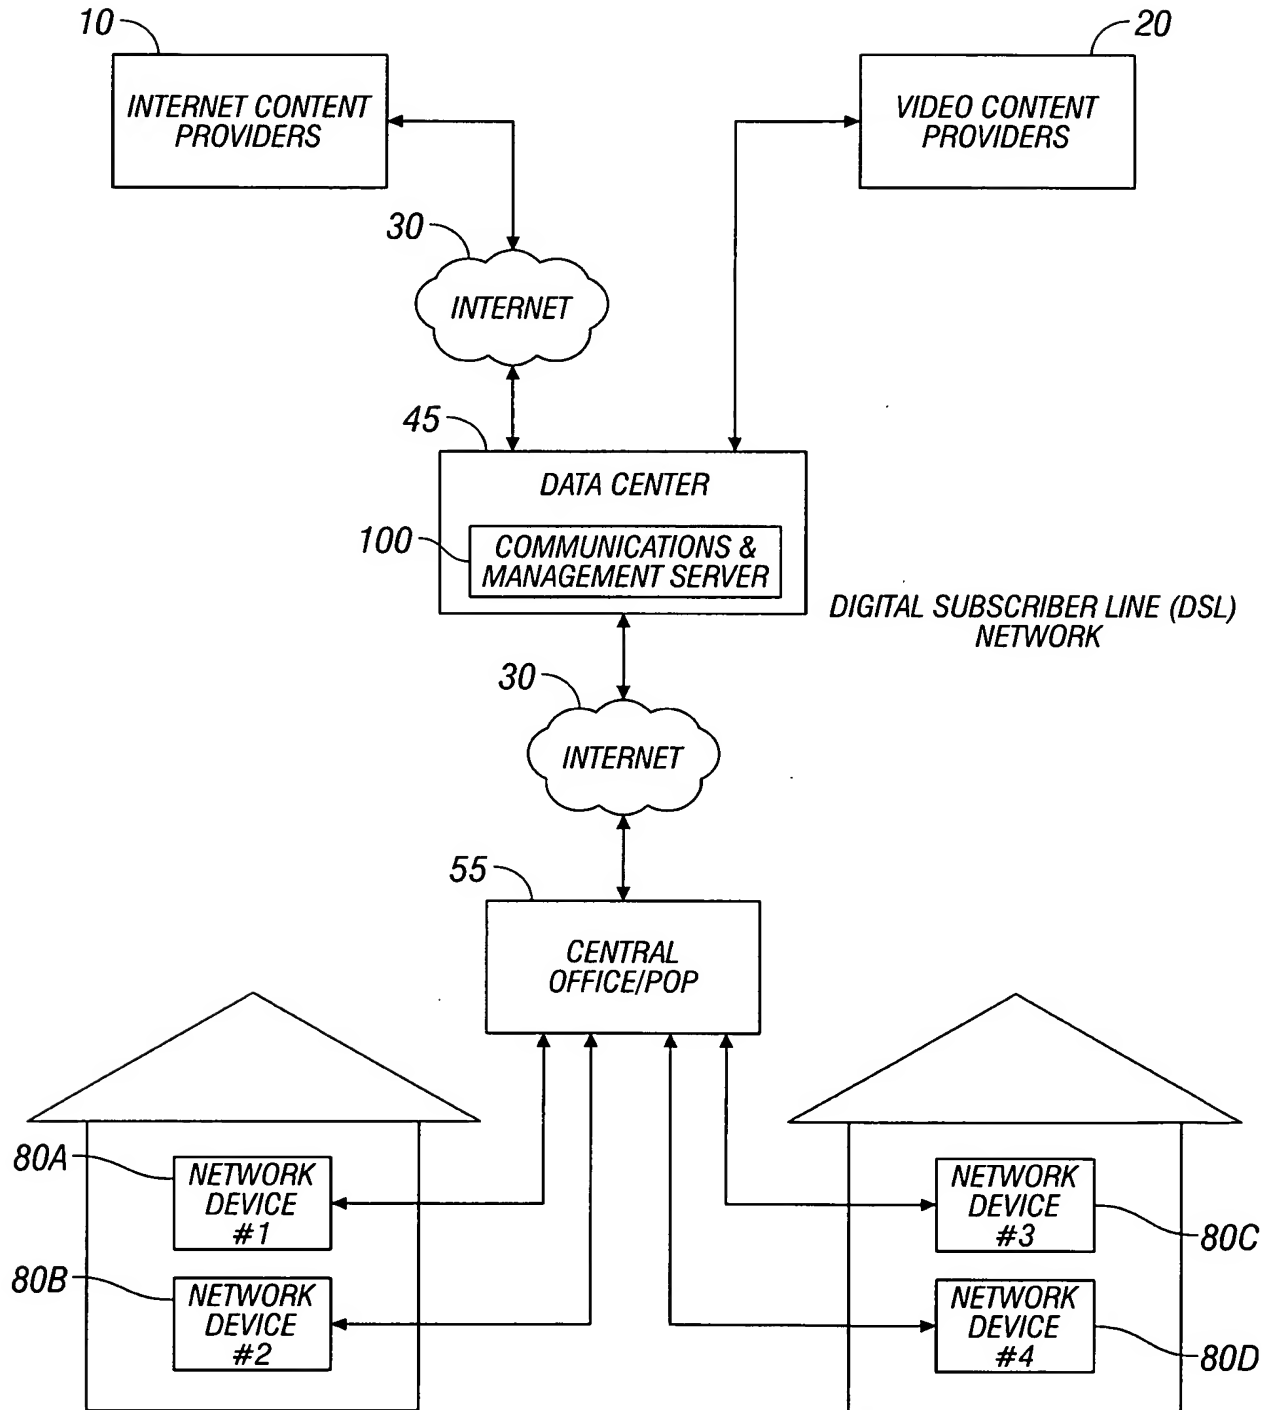 10
20
INTERNET CONTENT
PROVIDERS
VIDEO CONTENT
PROVIDERS
30
INTERNET
45
DATA CENTER
100
COMMUNICATIONS &
MANAGEMENT SERVER
DIGITAL SUBSCRIBER LINE (DSL)
NETWORK
30
INTERNET
55
CENTRAL
OFFICE/POP
80A
NETWORK
DEVICE
#1
80B
NETWORK
DEVICE
#2
NETWORK
DEVICE
#3
80C
NETWORK
DEVICE
#4
80D